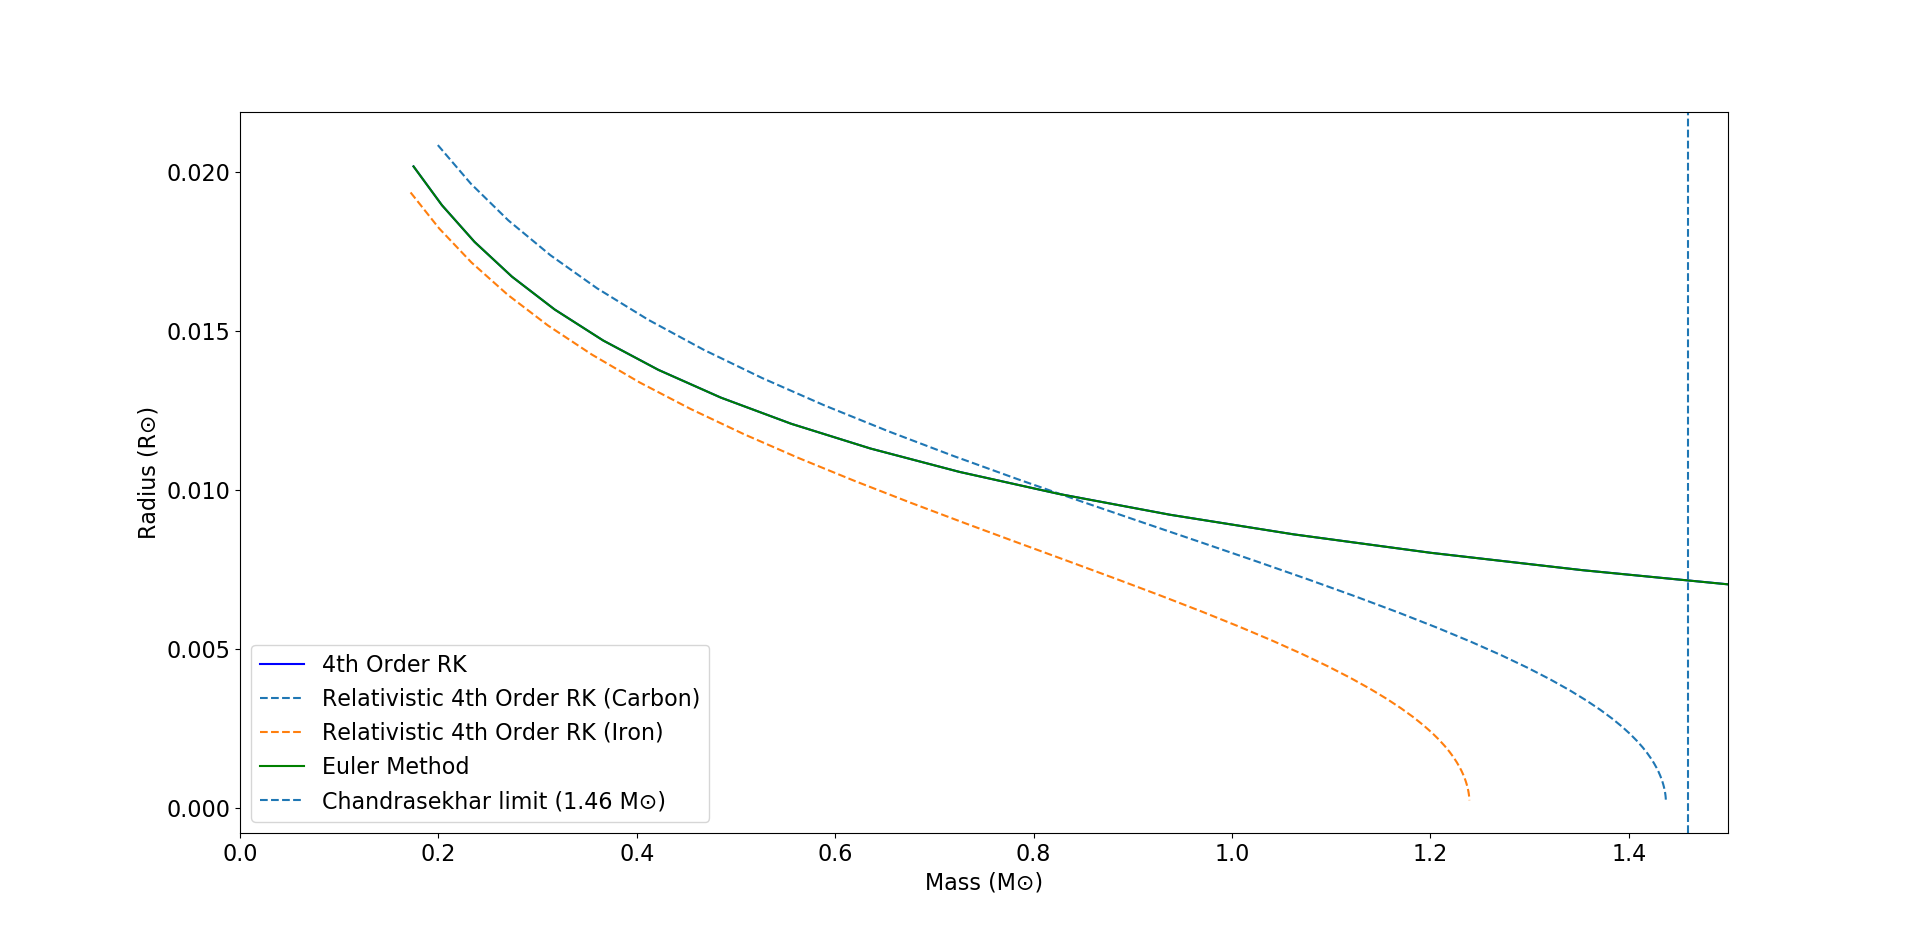 0.020
0.015
0.010
0.005
0.000
Radius (R⊙)
4th Order RK
Relativistic 4th Order RK (Carbon)
Relativistic 4th Order RK (Iron)
Euler Method
Chandrasekhar limit (1.46 M⊙)
0.0 0.2 0.4 0.6 0.8 1.0 1.2 1.4
Mass (M⊙)